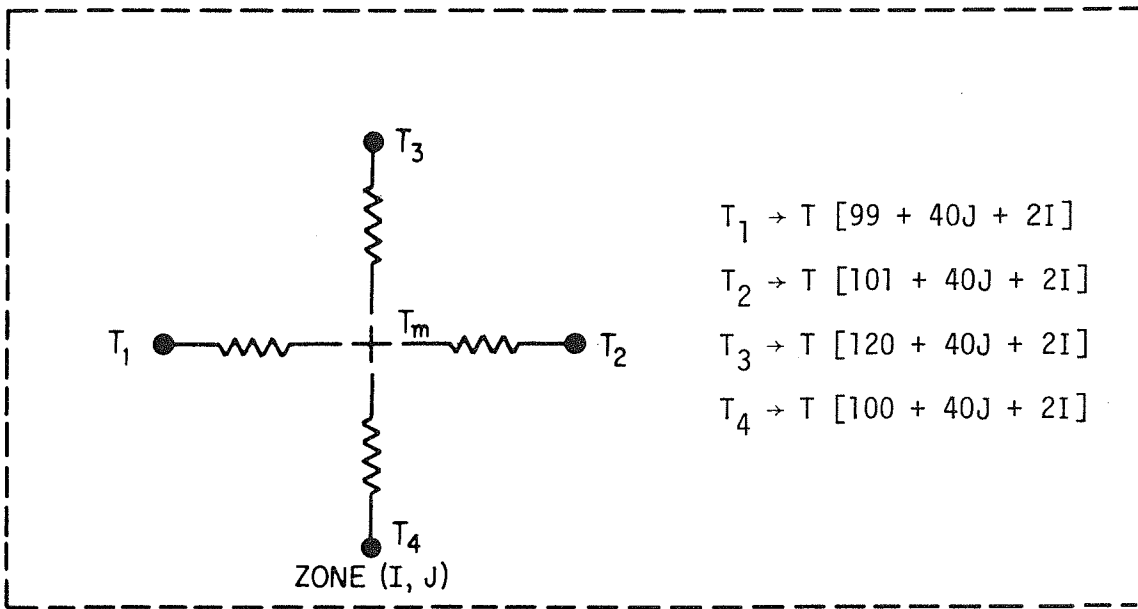 T₃
T₁
Tₘ
T₂
T₄
ZONE (I, J)
T₁ → T [99 + 40J + 2I]
T₂ → T [101 + 40J + 2I]
T₃ → T [120 + 40J + 2I]
T₄ → T [100 + 40J + 2I]